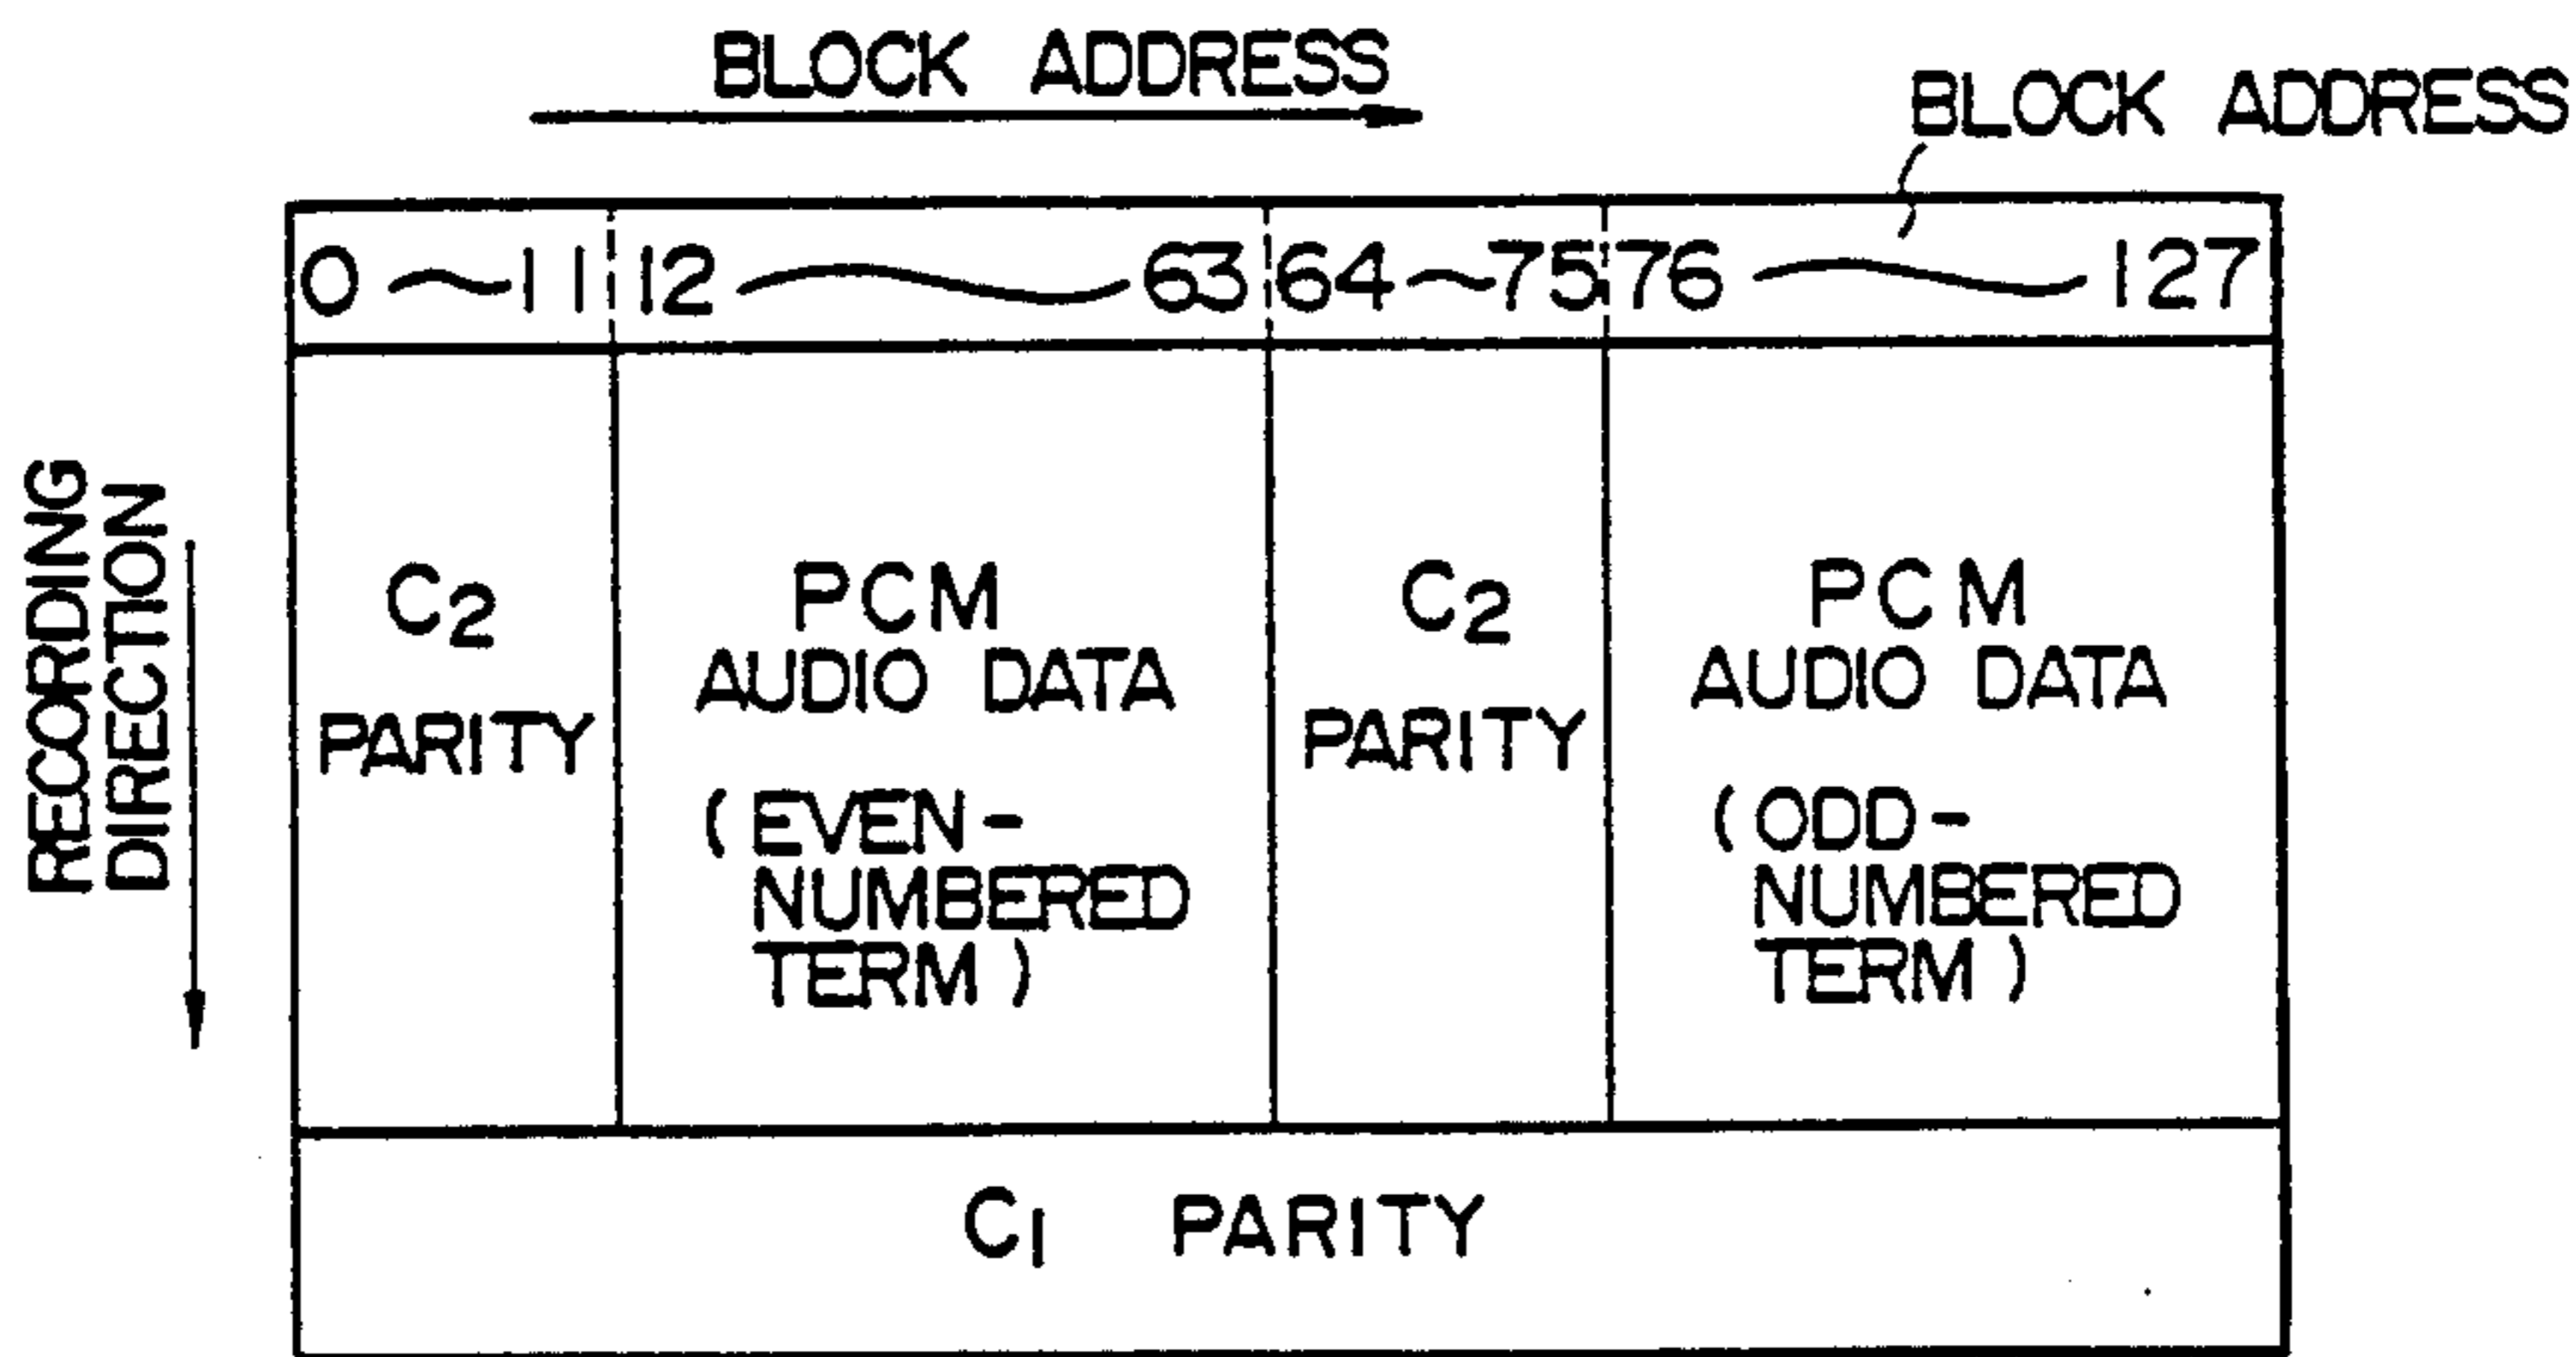 BLOCK ADDRESS
BLOCK ADDRESS
0 ~ 11 12 ~ 63 64 ~ 75 76 ~ 127
RECORDING
DIRECTION
C2
PARITY
PCM
AUDIO DATA
(EVEN-
NUMBERED
TERM)
C2
PARITY
PCM
AUDIO DATA
(ODD-
NUMBERED
TERM)
C1 PARITY